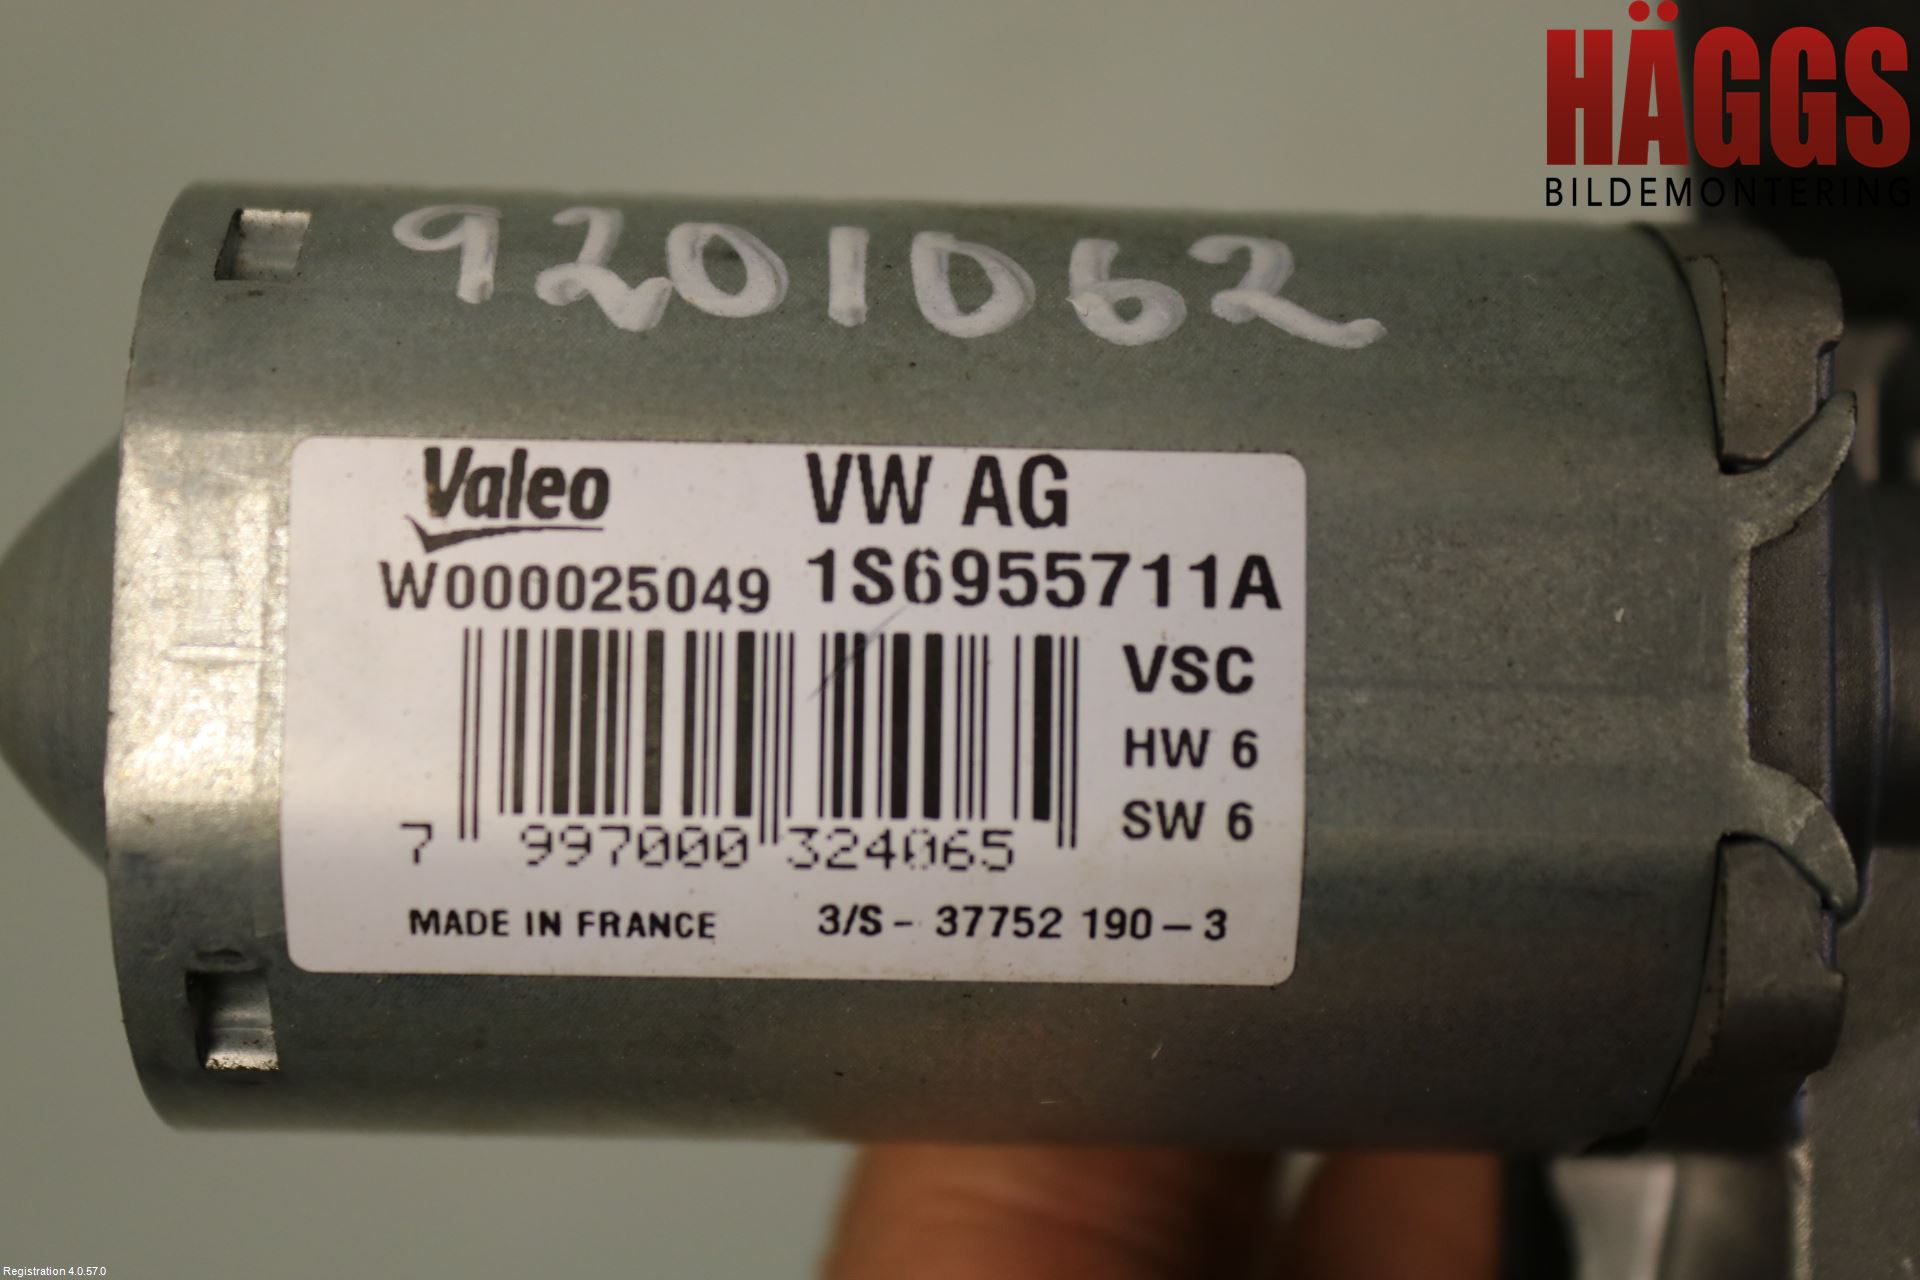 HÄGGS
BILDEMONTERING
9201062
Valeo
VW AG
W000025049
1S6955711A
VSC
HW 6
SW 6
7 997000 324065
MADE IN FRANCE
3/S - 37752 190 - 3
Registration 4.0.57.0